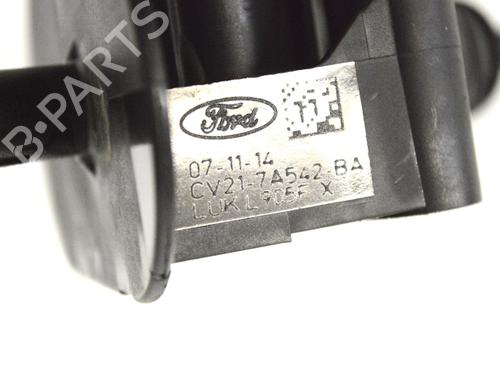 B-PARTS
Ford
07-11-14
CV21-7A542-BA
LUK L905F X